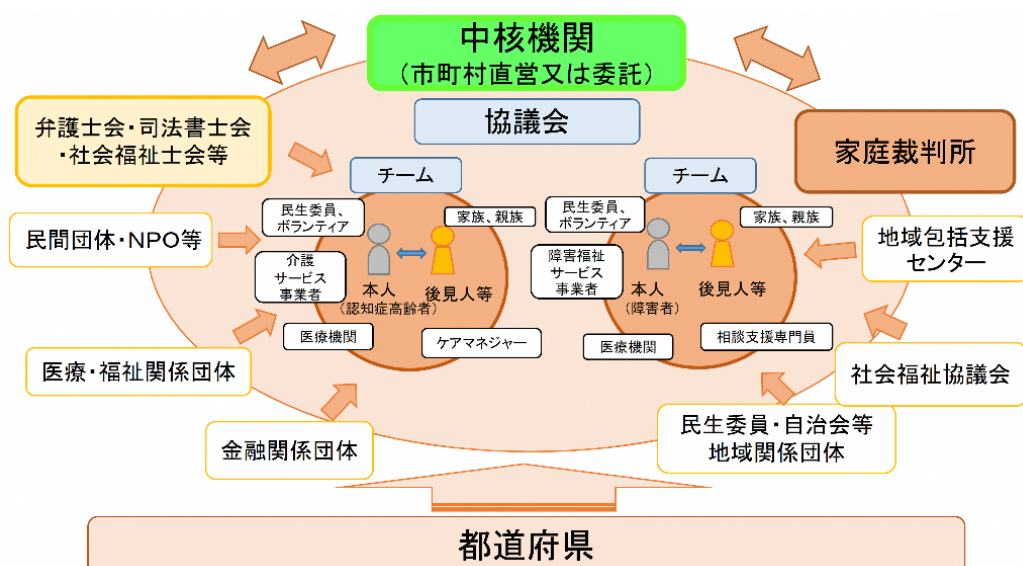 中核機関
（市町村直営又は委託）
協議会
弁護士会・司法書士会
・社会福祉士会等
家庭裁判所
チーム
チーム
民生委員、
ボランティア
家族、親族
民生委員、
ボランティア
家族、親族
民間団体・NPO等
地域包括支援
センター
介護
サービス
事業者
障害福祉
サービス
事業者
本人
（認知症高齢者）
後見人等
本人
（障害者）
後見人等
医療機関
ケアマネジャー
医療機関
相談支援専門員
医療・福祉関係団体
社会福祉協議会
金融関係団体
民生委員・自治会等
地域関係団体
都道府県